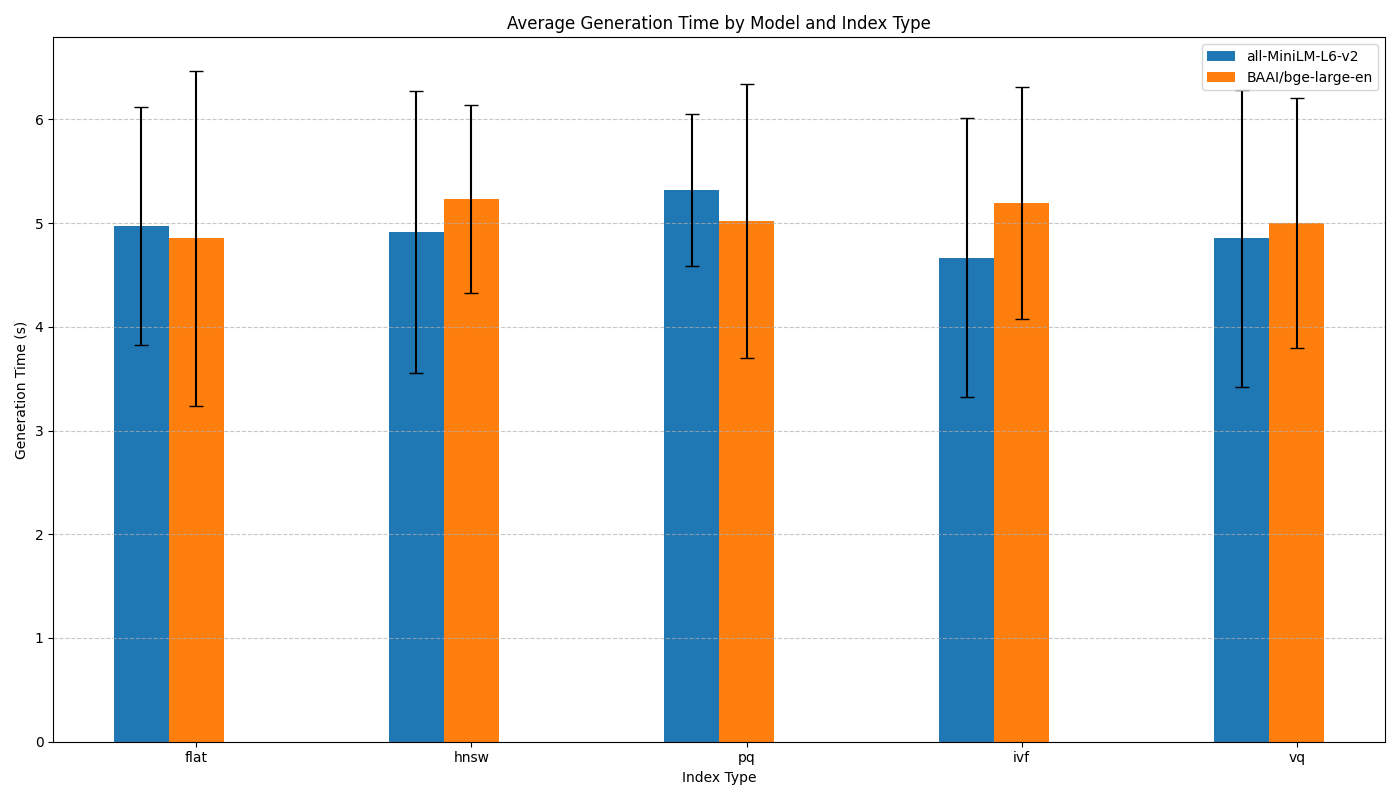 Average Generation Time by Model and Index Type
all-MiniLM-L6-v2
BAAI/bge-large-en
Generation Time (s)
6
5
4
3
2
1
0
flat
hnsw
pq
ivf
vq
Index Type